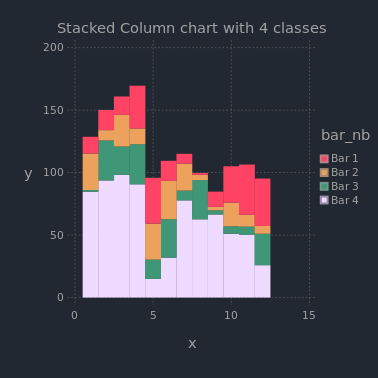 Stacked Column chart with 4 classes
200
150
100
50
0
y
0 5 10 15
x
bar_nb
Bar 1
Bar 2
Bar 3
Bar 4